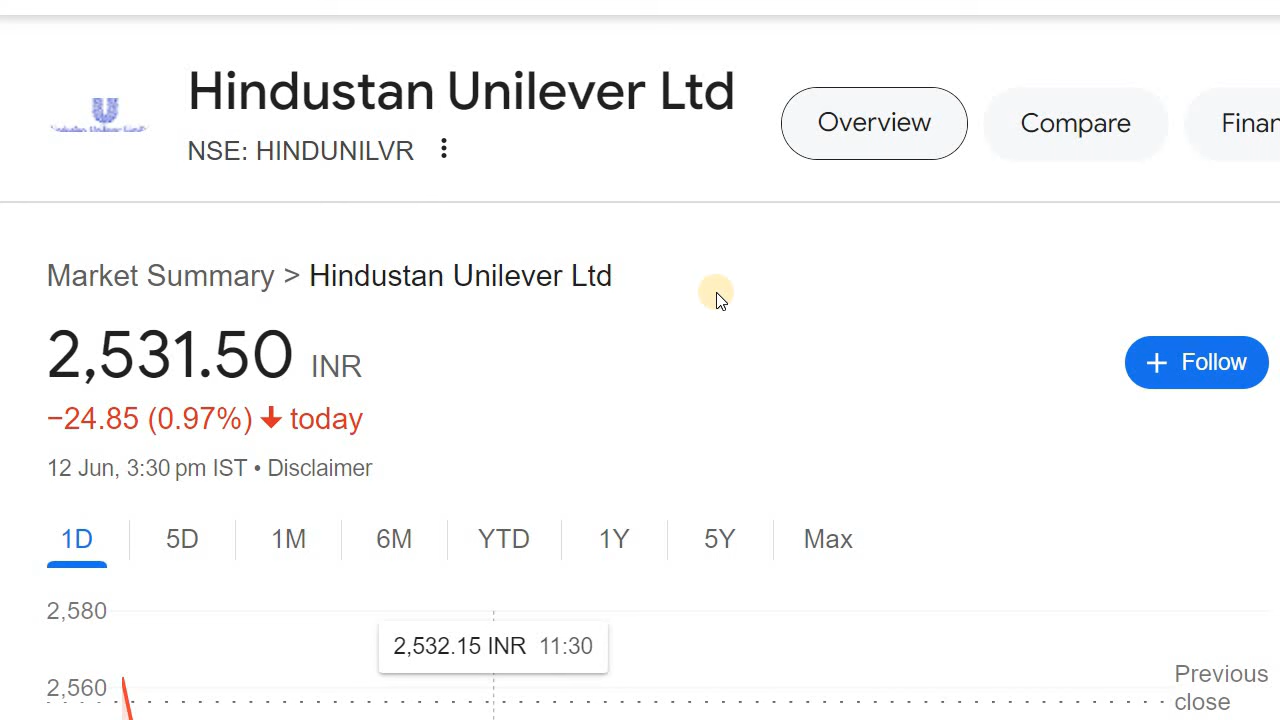 Hindustan Unilever Ltd
NSE: HINDUNILVR
Overview
Compare
Finan
Market Summary > Hindustan Unilever Ltd
2,531.50 INR
−24.85 (0.97%) today
12 Jun, 3:30 pm IST • Disclaimer
+ Follow
1D 5D 1M 6M YTD 1Y 5Y Max
2,580
2,532.15 INR 11:30
2,560
Previous
close